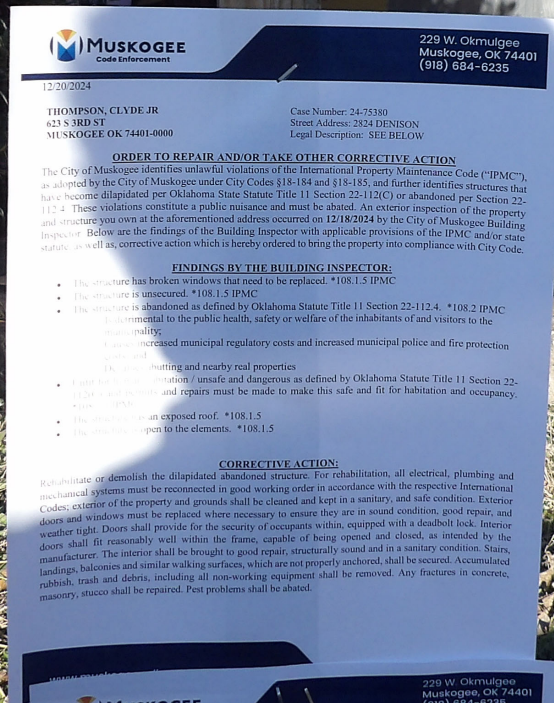 MUSKOGEE
Code Enforcement
229 W. Okmulgee
Muskogee, OK 74401
(918) 684-6235
12/20/2024
THOMPSON, CLYDE JR
623 S 3RD ST
MUSKOGEE OK 74401-0000
Case Number: 24-75380
Street Address: 2824 DENISON
Legal Description: SEE BELOW
ORDER TO REPAIR AND/OR TAKE OTHER CORRECTIVE ACTION
The City of Muskogee identifies unlawful violations of the International Property Maintenance Code ("IPMC"),
as adopted by the City of Muskogee under City Codes §18-184 and §18-185, and further identifies structures that
have become dilapidated per Oklahoma State Statute Title 11 Section 22-112(C) or abandoned per Section 22-
112.4. These violations constitute a public nuisance and must be abated. An exterior inspection of the property
and structure you own at the aforementioned address occurred on 12/18/2024 by the City of Muskogee Building
Inspector. Below are the findings of the Building Inspector with applicable provisions of the IPMC and/or state
statute, as well as, corrective action which is hereby ordered to bring the property into compliance with City Code.
FINDINGS BY THE BUILDING INSPECTOR:
• The structure has broken windows that need to be replaced. *108.1.5 IPMC
• The structure is unsecured. *108.1.5 IPMC
• The structure is abandoned as defined by Oklahoma Statute Title 11 Section 22-112.4. *108.2 IPMC
Detrimental to the public health, safety or welfare of the inhabitants of and visitors to the
municipality;
increased municipal regulatory costs and increased police and fire protection
and
abutting and nearby real properties
• / unsafe and dangerous as defined by Oklahoma Statute Title 11 Section 22-
and repairs must be made to make this safe and fit for habitation and occupancy.
• an exposed roof. *108.1.5
• The structure open to the elements. *108.1.5
CORRECTIVE ACTION:
Rehabilitate or demolish the dilapidated abandoned structure. For rehabilitation, all electrical, plumbing and
mechanical systems must be reconnected in good working order in accordance with the respective International
Codes; exterior of the property and grounds shall be cleaned and kept in a sanitary, and safe condition. Exterior
doors and windows must be replaced where necessary to ensure they are in sound condition, good repair, and
weather tight. Doors shall provide for the security of occupants within, equipped with a deadbolt lock. Interior
doors shall fit reasonably well within the frame, capable of being opened and closed, as intended by the
manufacturer. The interior shall be brought to good repair, structurally sound and in a sanitary condition. Stairs,
landings, balconies and similar walking surfaces, which are not properly anchored, shall be secured. Accumulated
rubbish, trash and debris, including all non-working equipment shall be removed. Any fractures in concrete,
masonry, stucco shall be repaired. Pest problems shall be abated.
MUSKOGEE
229 W. Okmulgee
Muskogee, OK 74401
(918) 684-6235